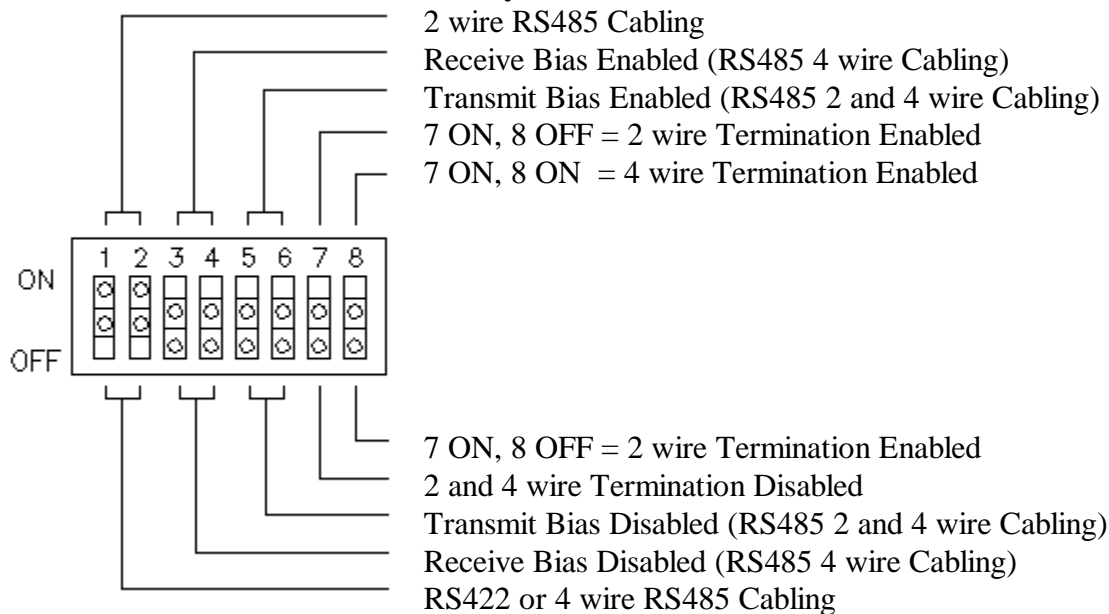 2 wire RS485 Cabling
Receive Bias Enabled (RS485 4 wire Cabling)
Transmit Bias Enabled (RS485 2 and 4 wire Cabling)
7 ON, 8 OFF = 2 wire Termination Enabled
7 ON, 8 ON = 4 wire Termination Enabled
1 2 3 4 5 6 7 8
ON
OFF
7 ON, 8 OFF = 2 wire Termination Enabled
2 and 4 wire Termination Disabled
Transmit Bias Disabled (RS485 2 and 4 wire Cabling)
Receive Bias Disabled (RS485 4 wire Cabling)
RS422 or 4 wire RS485 Cabling